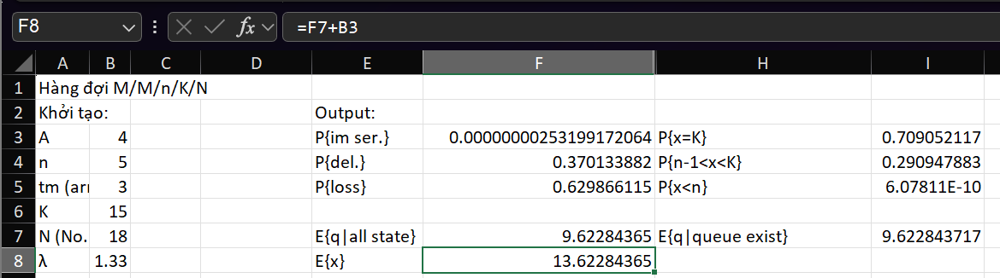 F8 fx =F7+B3
A B C D E F H I
1 Hàng đợi M/M/n/K/N
2 Khởi tạo: Output:
3 A 4 P{im ser.} 0.00000000253199172064 P{x=K} 0.709052117
4 n 5 P{del.} 0.370133882 P{n-1<x<K} 0.290947883
5 tm (arr 3 P{loss} 0.629866115 P{x<n} 6.07811E-10
6 K 15
7 N (No. 18 E{q|all state} 9.62284365 E{q|queue exist} 9.622843717
8 λ 1.33 E{x} 13.62284365